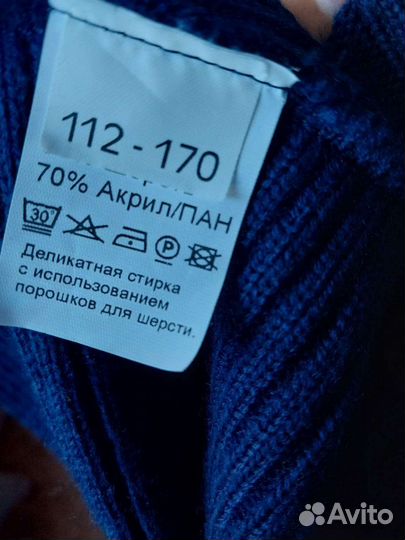 112 - 170
70% Акрил/ПАН
30°
P
Деликатная стирка
с использованием
порошков для шерсти.
Avito